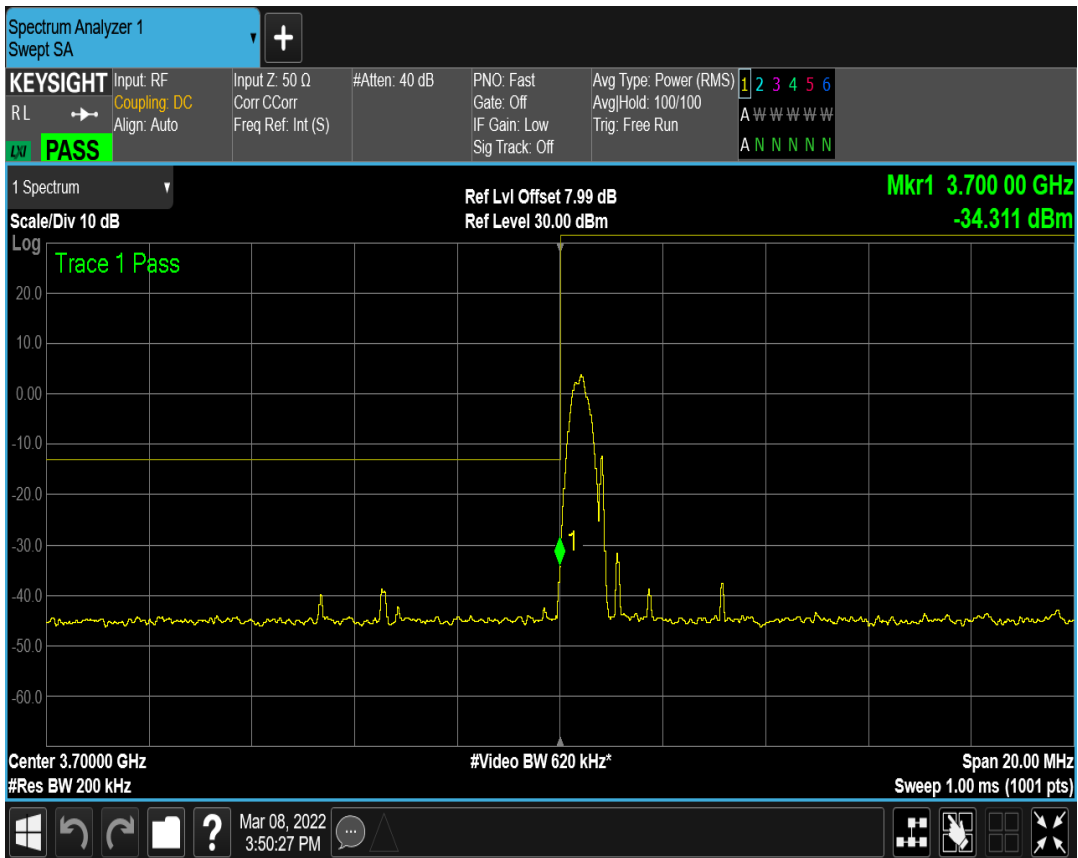 Spectrum Analyzer 1
Swept SA
+
KEYSIGHT
R L
LXI PASS
Input: RF
Coupling: DC
Align: Auto
Input Z: 50 Ω
Corr CCorr
Freq Ref: Int (S)
#Atten: 40 dB
PNO: Fast
Gate: Off
IF Gain: Low
Sig Track: Off
Avg Type: Power (RMS)
Avg|Hold: 100/100
Trig: Free Run
1 2 3 4 5 6
A W W W W W
A N N N N N
1 Spectrum
Scale/Div 10 dB
Ref Lvl Offset 7.99 dB
Ref Level 30.00 dBm
Mkr1 3.700 00 GHz
-34.311 dBm
Log
Trace 1 Pass
20.0
10.0
0.00
-10.0
-20.0
-30.0
-40.0
-50.0
-60.0
1
Center 3.70000 GHz
#Res BW 200 kHz
#Video BW 620 kHz*
Span 20.00 MHz
Sweep 1.00 ms (1001 pts)
?
Mar 08, 2022
3:50:27 PM